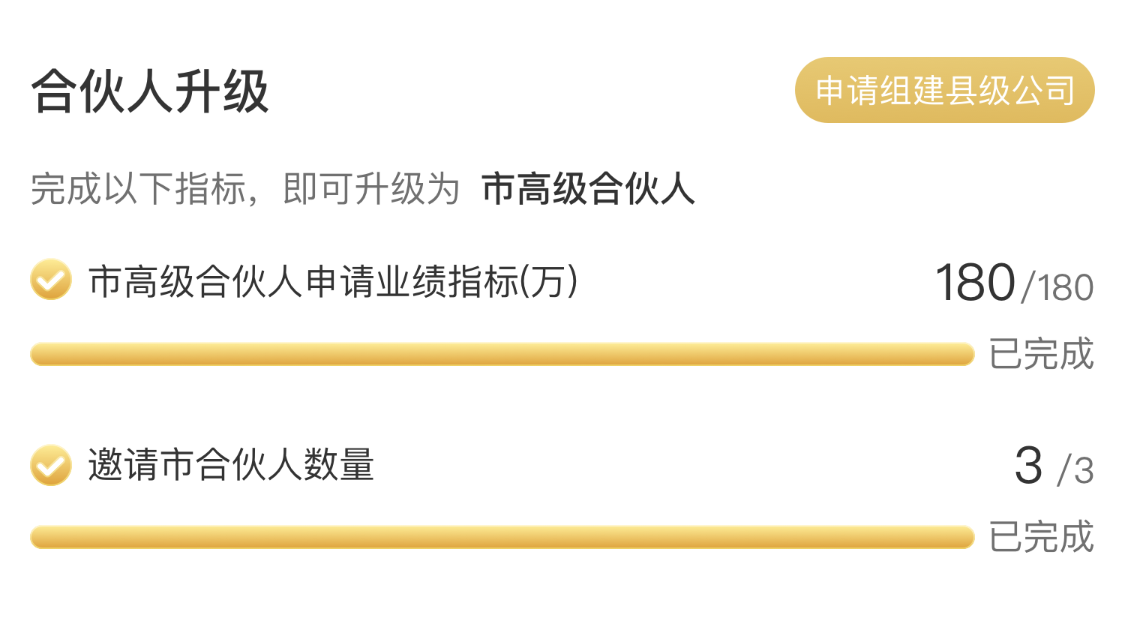 合伙人升级 申请组建县级公司
完成以下指标，即可升级为 市高级合伙人
市高级合伙人申请业绩指标(万) 180/180
已完成
邀请市合伙人数量 3/3
已完成